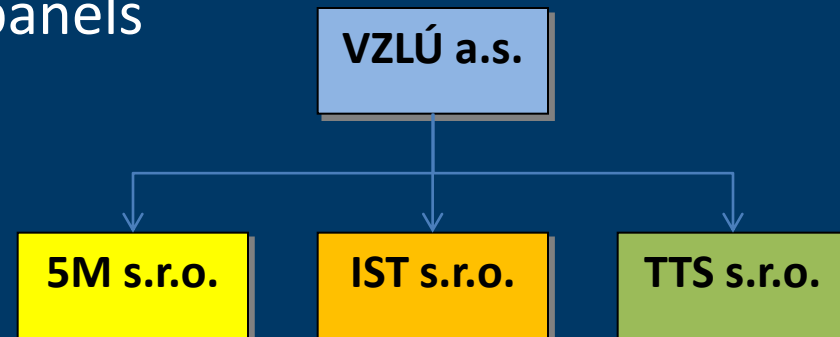 panels
VZLÚ a.s.
5M s.r.o.
IST s.r.o.
TTS s.r.o.